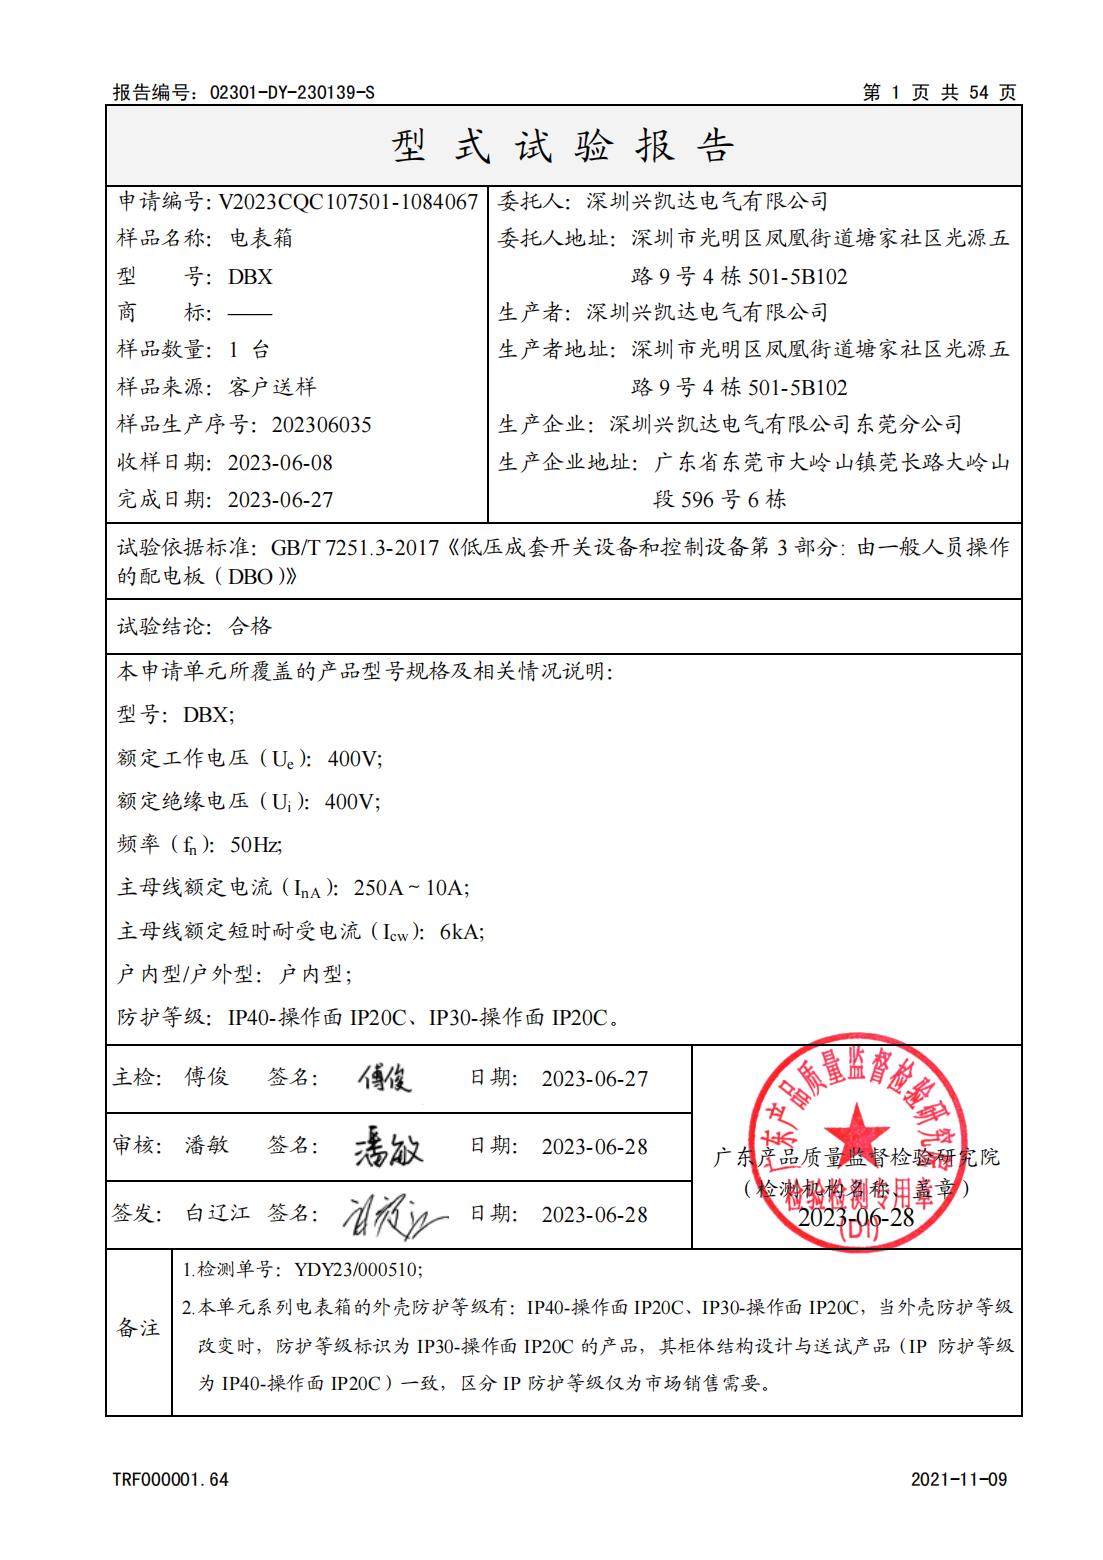 报告编号：02301-DY-230139-S
第 1 页 共 54 页
型式试验报告
申请编号: V2023CQC107501-1084067
样品名称：电表箱
型 号：DBX
商 标：——
样品数量：1 台
样品来源：客户送样
样品生产序号：202306035
收样日期：2023-06-08
完成日期：2023-06-27
委托人：深圳兴凯达电气有限公司
委托人地址：深圳市光明区凤凰街道塘家社区光源五
路 9 号 4 栋 501-5B102
生产者：深圳兴凯达电气有限公司
生产者地址：深圳市光明区凤凰街道塘家社区光源五
路 9 号 4 栋 501-5B102
生产企业：深圳兴凯达电气有限公司东莞分公司
生产企业地址：广东省东莞市大岭山镇莞长路大岭山
段 596 号 6 栋
试验依据标准：GB/T 7251.3-2017《低压成套开关设备和控制设备第 3 部分：由一般人员操作
的配电板（DBO）》
试验结论：合格
本申请单元所覆盖的产品型号规格及相关情况说明：
型号：DBX;
额定工作电压（Ue）：400V;
额定绝缘电压（Ui）：400V;
频率（fn）：50Hz;
主母线额定电流（InA）：250A~10A;
主母线额定短时耐受电流（Icw）：6kA;
户内型/户外型：户内型；
防护等级：IP40-操作面 IP20C、IP30-操作面 IP20C。
主检：傅俊 签名：傅俊 日期：2023-06-27
审核：潘敏 签名：潘敏 日期：2023-06-28
签发：白辽江 签名：白辽江 日期：2023-06-28
广东产品质量监督检验研究院
广东产品质量监督检验研究院
（检测机构名称、盖章）
检验检测专用章
2023-06-28
(D1)
备注
1.检测单号：YDY23/000510;
2.本单元系列电表箱的外壳防护等级有：IP40-操作面 IP20C、IP30-操作面 IP20C，当外壳防护等级
改变时，防护等级标识为 IP30-操作面 IP20C 的产品，其柜体结构设计与送试产品（IP 防护等级
为 IP40-操作面 IP20C）一致，区分 IP 防护等级仅为市场销售需要。
TRF000001.64
2021-11-09